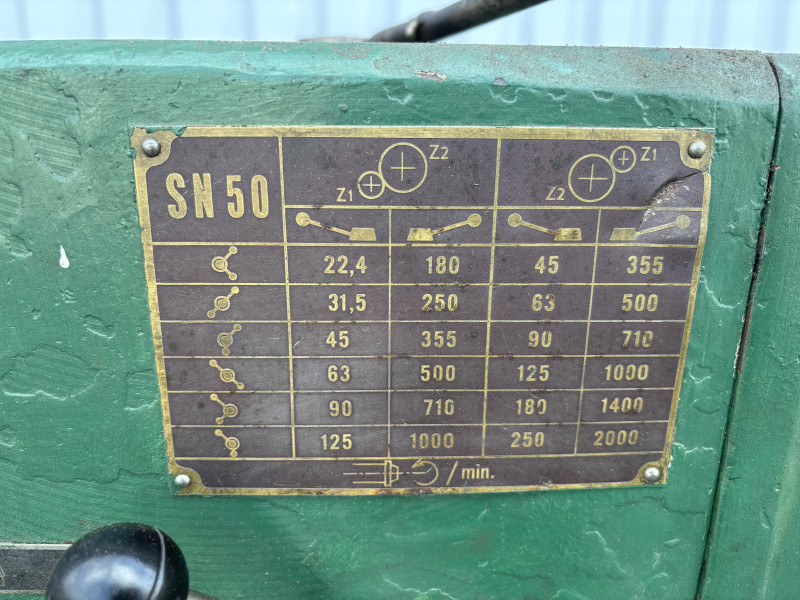 SN 50
Z1 Z2
Z2 Z1
22,4 180 45 355
31,5 250 63 500
45 355 90 710
63 500 125 1000
90 710 180 1400
125 1000 250 2000
/min.